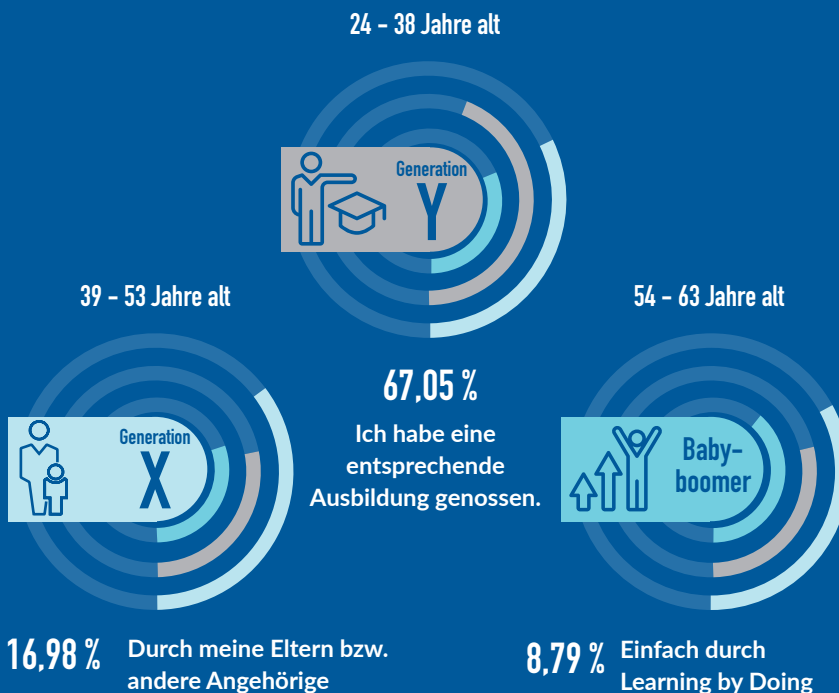 24 – 38 Jahre alt
Generation
Y
39 – 53 Jahre alt
54 – 63 Jahre alt
67,05 %
Ich habe eine
entsprechende
Ausbildung genossen.
Generation
X
Baby-
boomer
16,98 %
Durch meine Eltern bzw.
andere Angehörige
8,79 %
Einfach durch
Learning by Doing